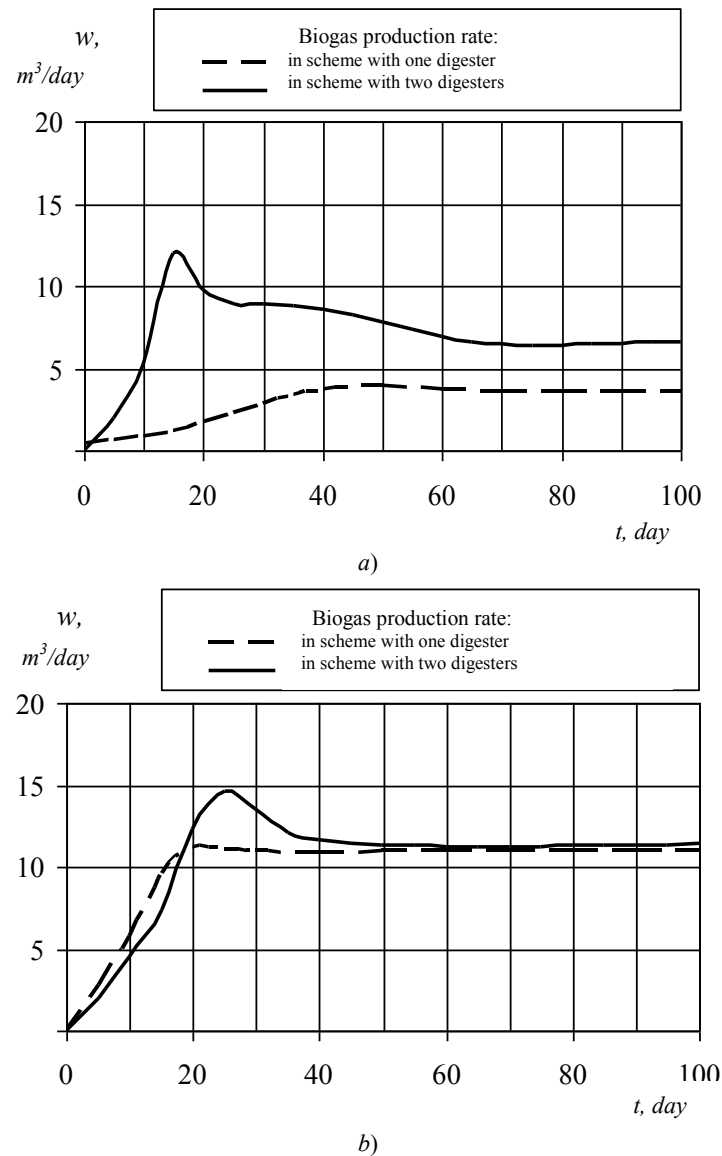 w,
m³/day
Biogas production rate:
in scheme with one digester
in scheme with two digesters
20
15
10
5
0 20 40 60 80 100
t, day
a)
w,
m³/day
Biogas production rate:
in scheme with one digester
in scheme with two digesters
20
15
10
5
0 20 40 60 80 100
t, day
b)